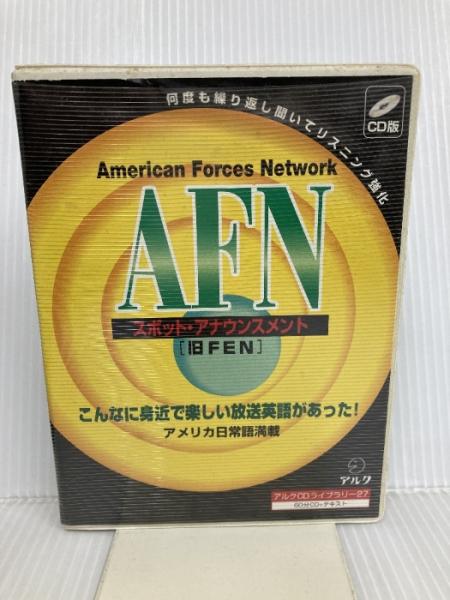 何度も繰り返し聞いてリスニング強化
CD版
American Forces Network
AFN
スポット・アナウンスメント
[旧FEN]
こんなに身近で楽しい放送英語があった!
アメリカ日常語満載
アルク
アルクCDライブラリー27
60分CD+テキスト